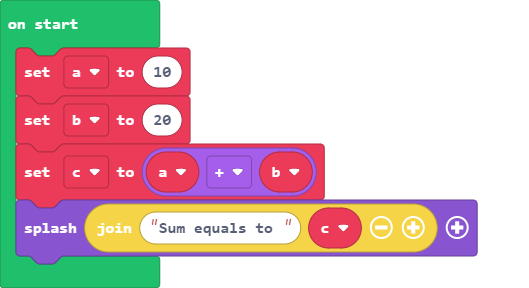 on start
set a to 10
set b to 20
set c to a + b
splash join "Sum equals to " c